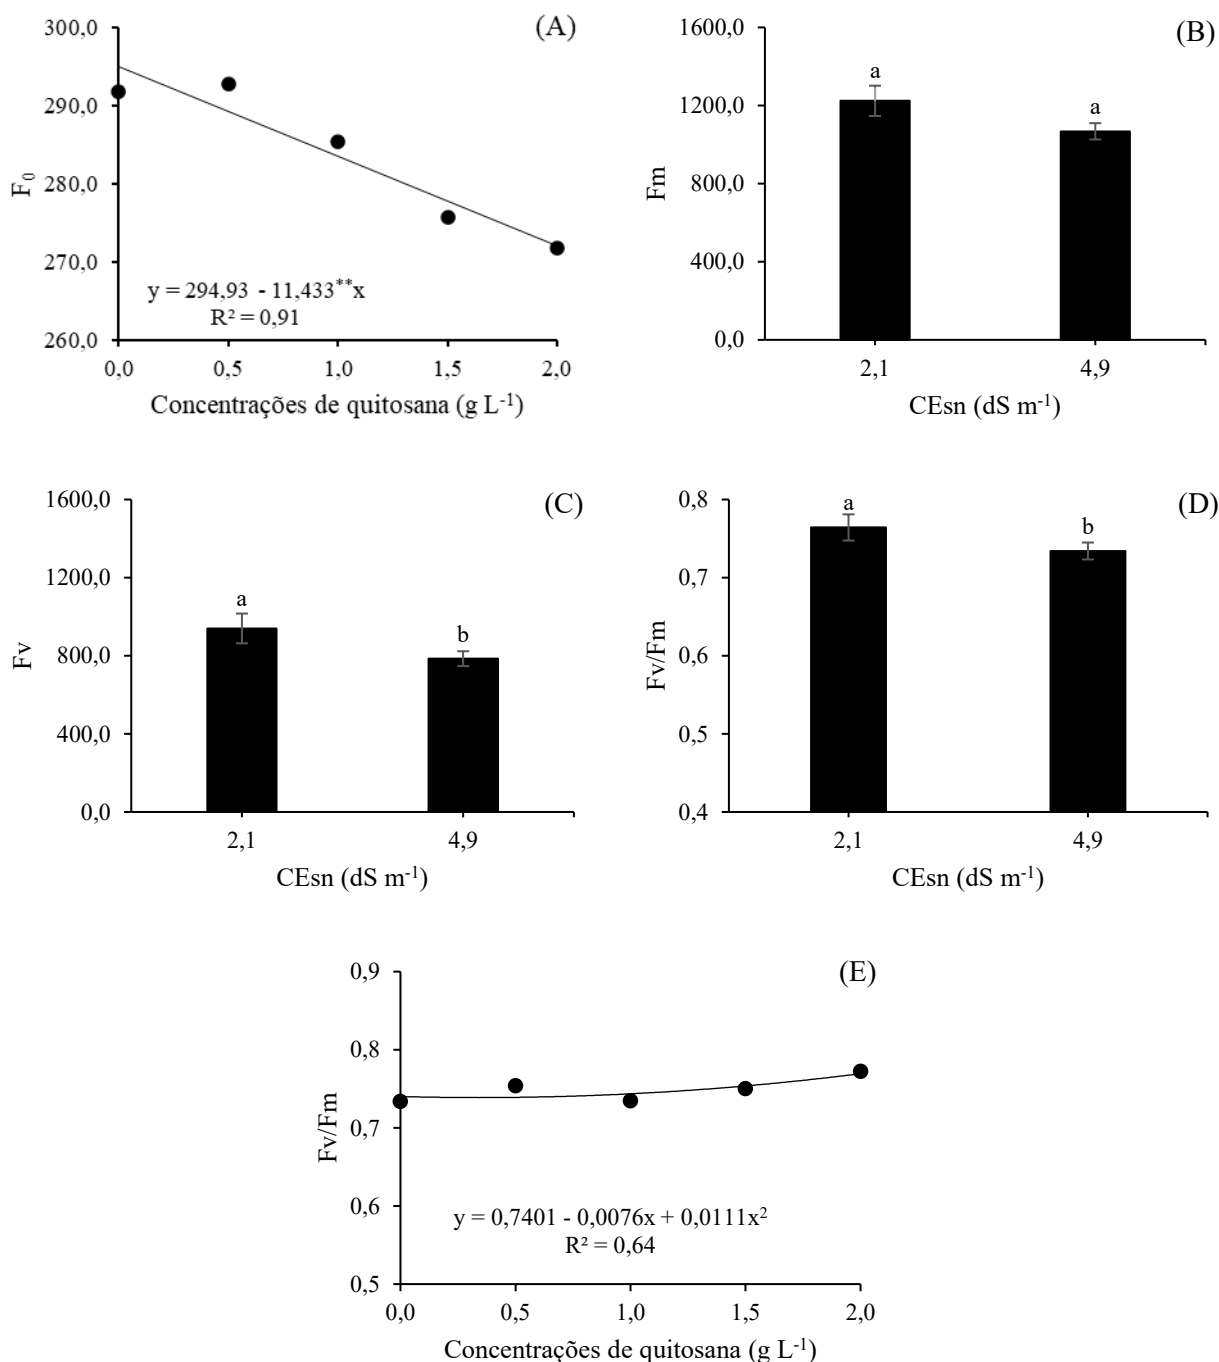 (A)
300,0
290,0
280,0
270,0
260,0
F₀
y = 294,93 - 11,433**x
R² = 0,91
0,0 0,5 1,0 1,5 2,0
Concentrações de quitosana (g L⁻¹)
(B)
1600,0
1200,0
800,0
400,0
0,0
Fm
a
a
2,1 4,9
CEsn (dS m⁻¹)
(C)
1600,0
1200,0
800,0
400,0
0,0
Fv
a
b
2,1 4,9
CEsn (dS m⁻¹)
(D)
0,8
0,7
0,6
0,5
0,4
Fv/Fm
a
b
2,1 4,9
CEsn (dS m⁻¹)
(E)
0,9
0,8
0,7
0,6
0,5
Fv/Fm
y = 0,7401 - 0,0076x + 0,0111x²
R² = 0,64
0,0 0,5 1,0 1,5 2,0
Concentrações de quitosana (g L⁻¹)